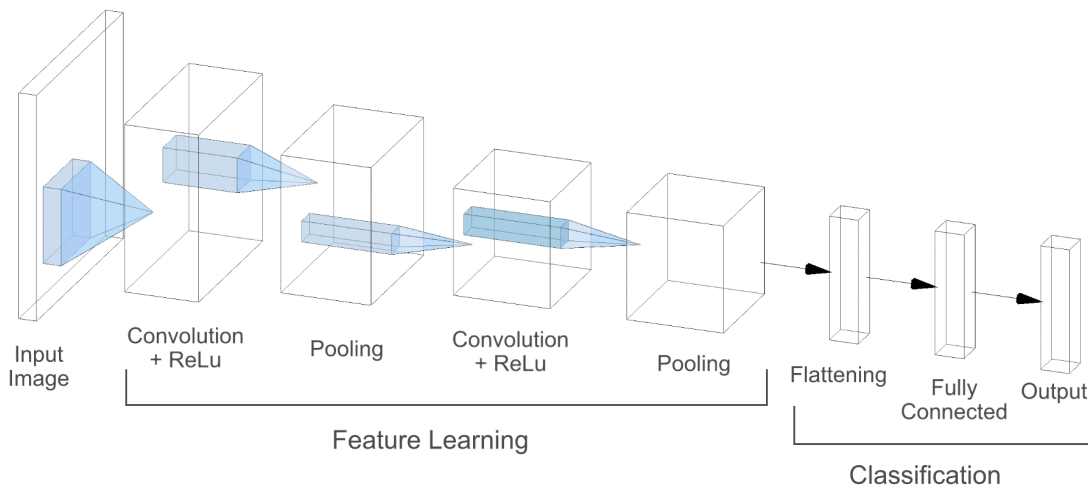 Input
Image
Convolution
+ ReLu
Pooling
Convolution
+ ReLu
Pooling
Flattening
Fully
Connected
Output
Feature Learning
Classification